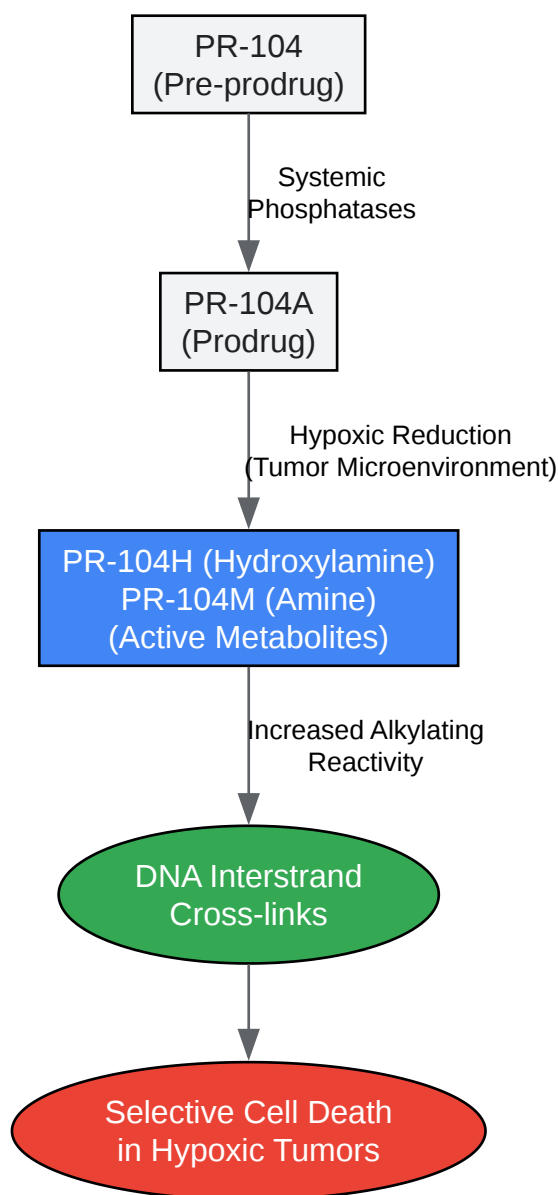 PR-104
(Pre-prodrug)
Systemic
Phosphatases
PR-104A
(Prodrug)
Hypoxic Reduction
(Tumor Microenvironment)
PR-104H (Hydroxylamine)
PR-104M (Amine)
(Active Metabolites)
Increased Alkylating
Reactivity
DNA Interstrand
Cross-links
Selective Cell Death
in Hypoxic Tumors